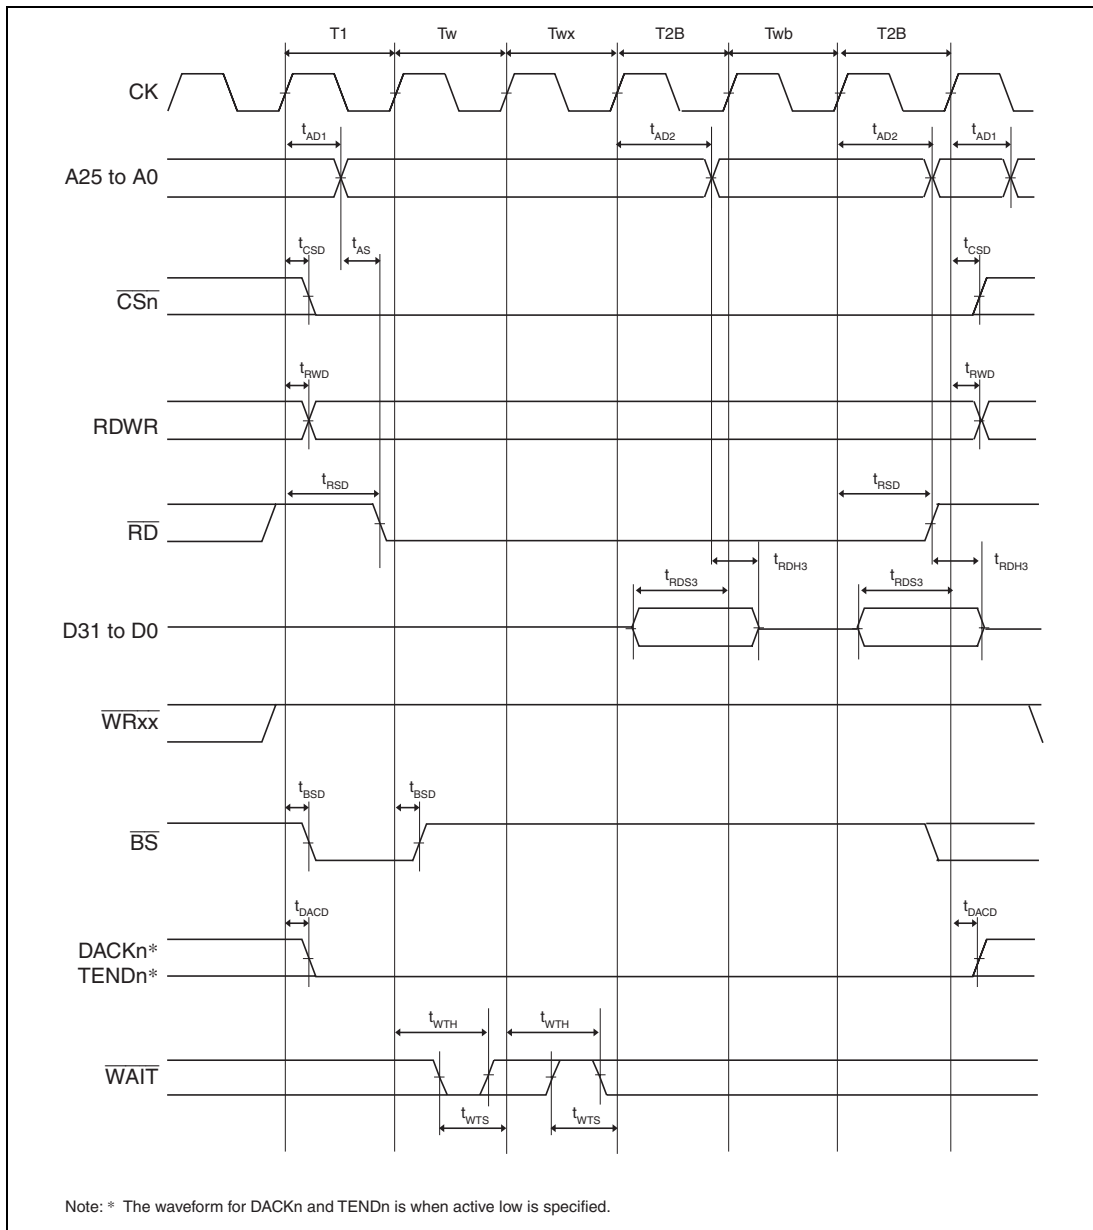 T1 Tw Twx T2B Twb T2B
CK
tAD1 tAD2 tAD2 tAD1
A25 to A0
tCSD tAS tCSD
CSn
tRWD tRWD
RDWR
tRSD tRSD
RD
tRDH3 tRDH3
tRDS3 tRDS3
D31 to D0
WRxx
tBSD tBSD
BS
tDACD tDACD
DACKn*
TENDn*
tWTH tWTH
WAIT
tWTS tWTS
Note: * The waveform for DACKn and TENDn is when active low is specified.